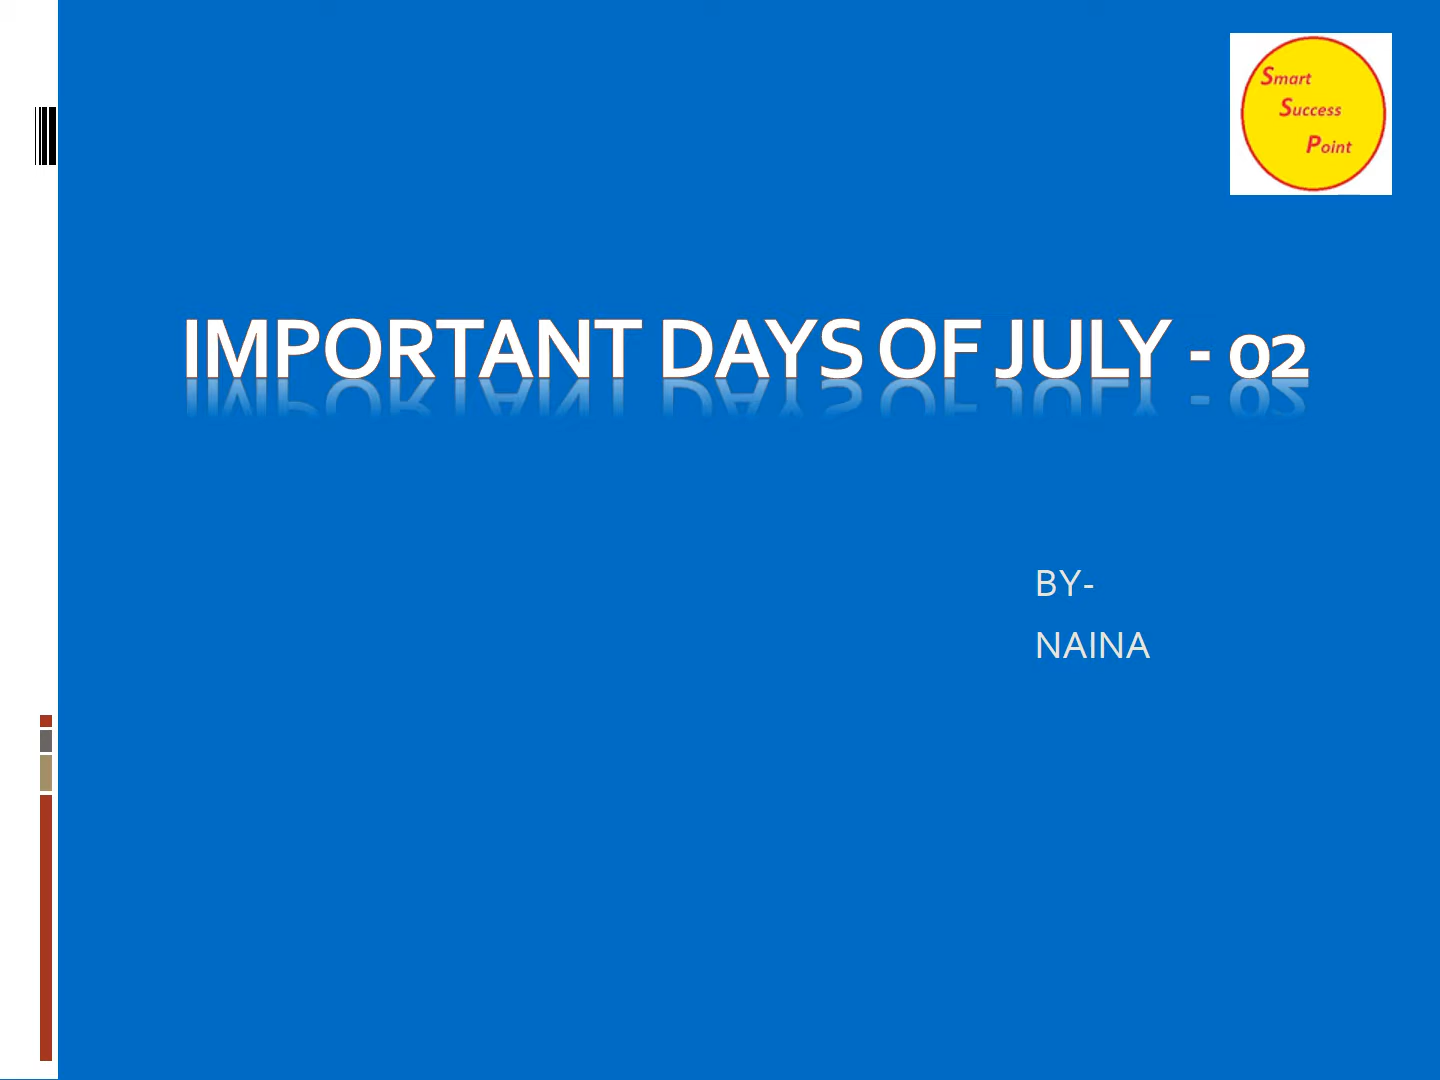 Smart
Success
Point
IMPORTANT DAYS OF JULY - 02
BY-
NAINA